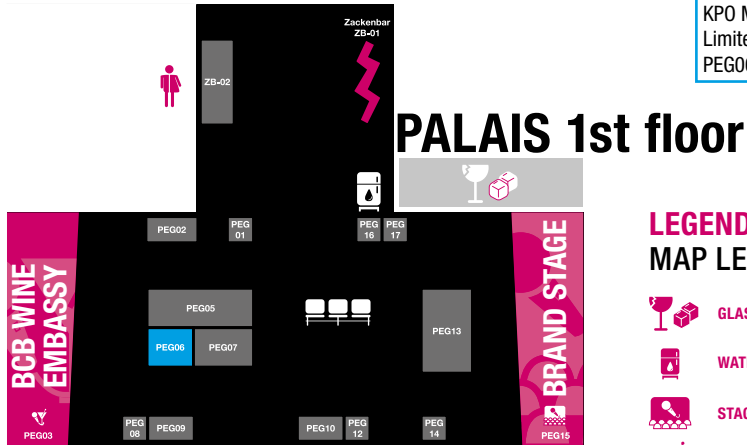 KPO M
Limite
PEG00
Zackenbar
ZB-01
ZB-02
PALAIS 1st floor
PEG02
PEG
01
PEG
16
PEG
17
BCB WINE
EMBASSY
PEG03
PEG05
PEG06
PEG07
PEG13
PEG
08
PEG09
PEG10
PEG
12
PEG
14
BRAND STAGE
PEG15
LEGEND
MAP LE
GLAS
WAT
STAG